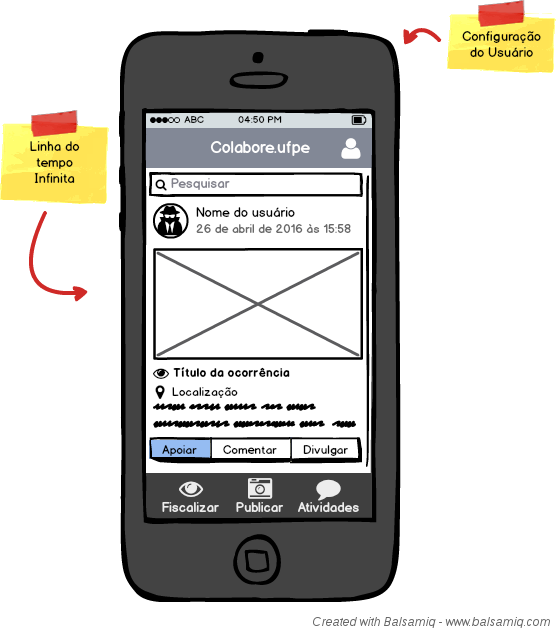 Configuração
do Usuário
Linha do
tempo
Infinita
ABC 04:50 PM
Colabore.ufpe
Pesquisar
Nome do usuário
26 de abril de 2016 às 15:58
Título da ocorrência
Localização
Apoiar Comentar Divulgar
Fiscalizar Publicar Atividades
Created with Balsamiq - www.balsamiq.com